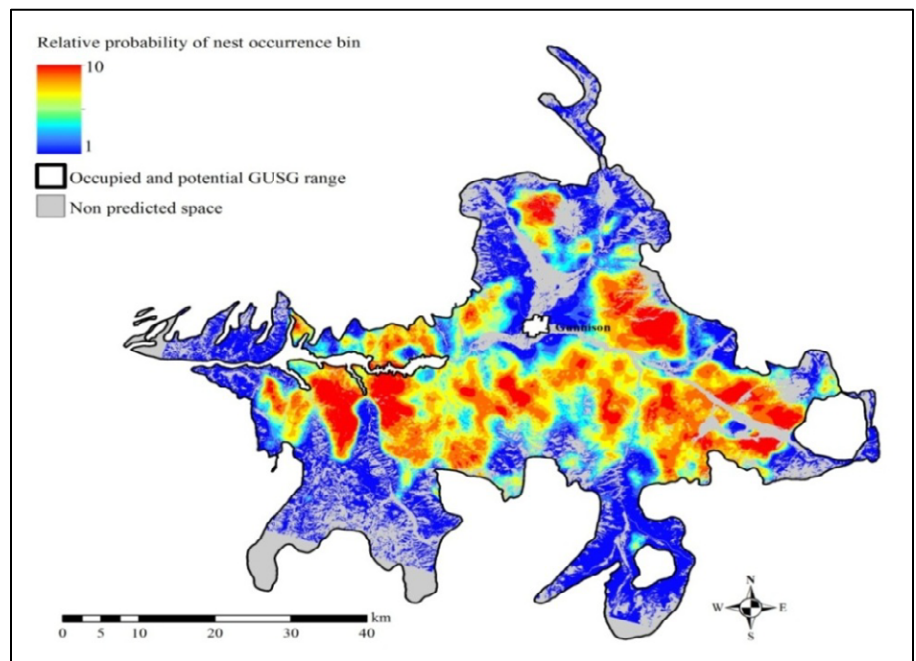 Relative probability of nest occurrence bin
10
1
Occupied and potential GUSG range
Non predicted space
Gunnison
N
W E
S
km
0 5 10 20 30 40